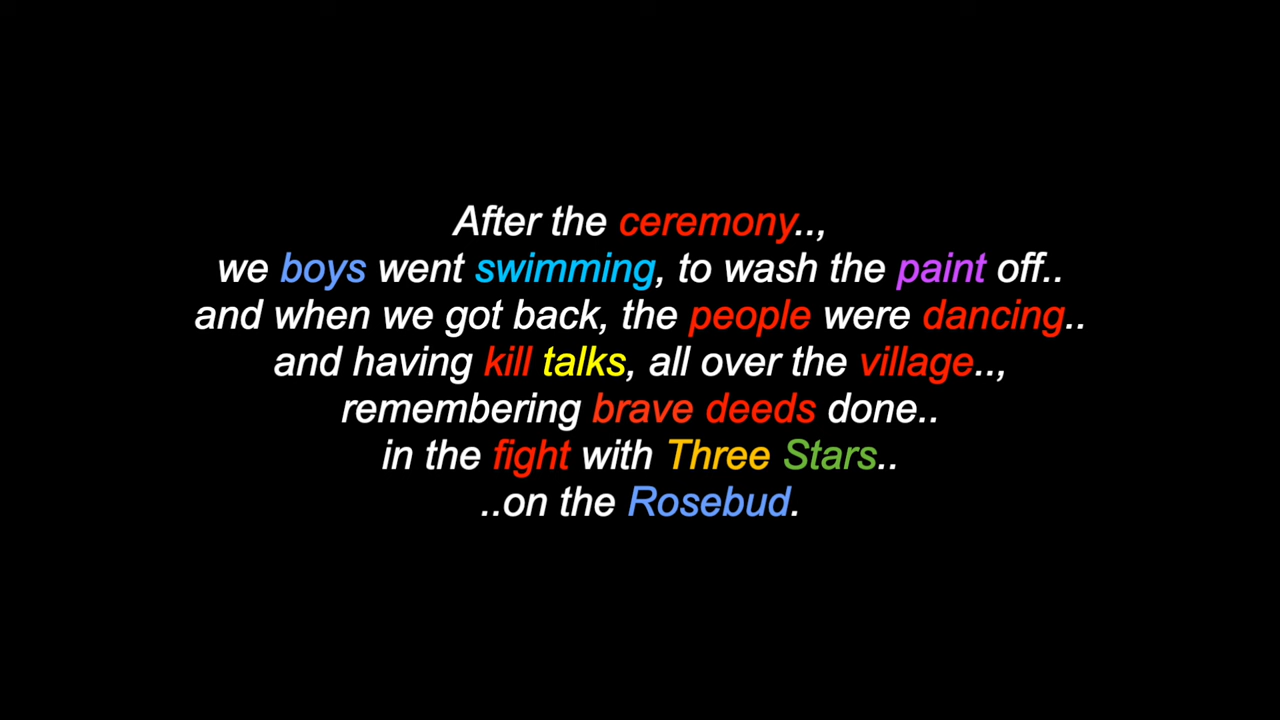 After the ceremony..,
we boys went swimming, to wash the paint off..
and when we got back, the people were dancing..
and having kill talks, all over the village..,
remembering brave deeds done..
in the fight with Three Stars..
..on the Rosebud.